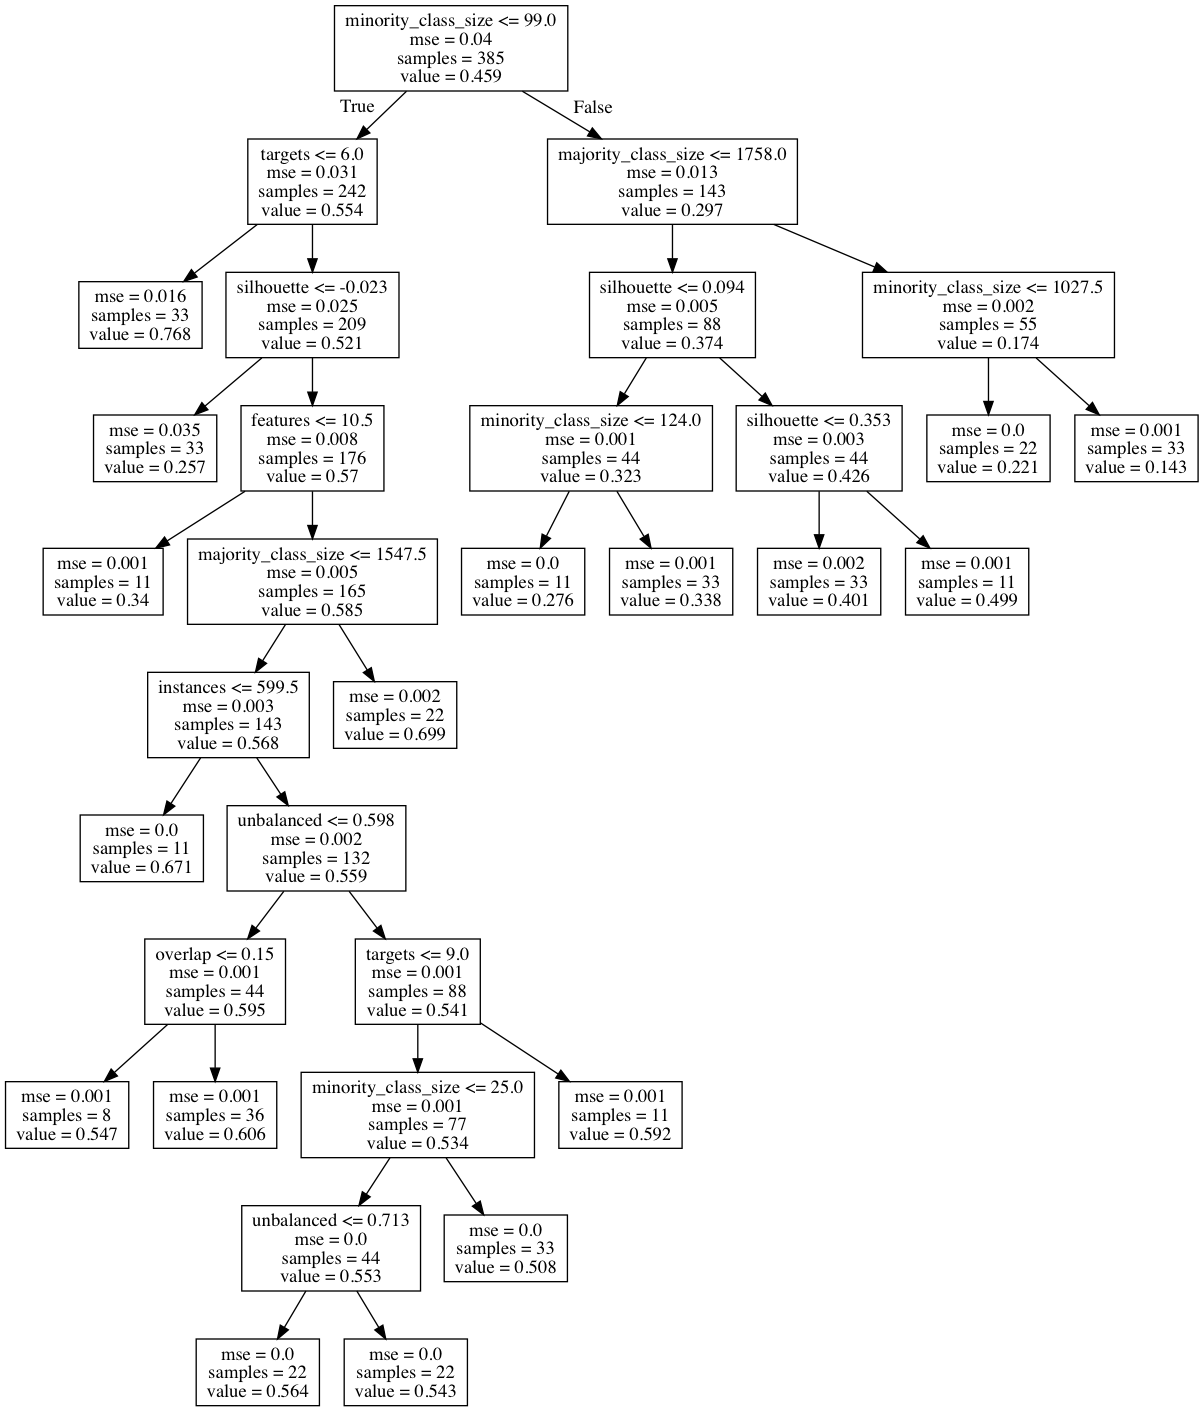 minority_class_size <= 99.0
mse = 0.04
samples = 385
value = 0.459
True
False
targets <= 6.0
mse = 0.031
samples = 242
value = 0.554
majority_class_size <= 1758.0
mse = 0.013
samples = 143
value = 0.297
mse = 0.016
samples = 33
value = 0.768
silhouette <= -0.023
mse = 0.025
samples = 209
value = 0.521
silhouette <= 0.094
mse = 0.005
samples = 88
value = 0.374
minority_class_size <= 1027.5
mse = 0.002
samples = 55
value = 0.174
mse = 0.035
samples = 33
value = 0.257
features <= 10.5
mse = 0.008
samples = 176
value = 0.57
minority_class_size <= 124.0
mse = 0.001
samples = 44
value = 0.323
silhouette <= 0.353
mse = 0.003
samples = 44
value = 0.426
mse = 0.0
samples = 22
value = 0.221
mse = 0.001
samples = 33
value = 0.143
mse = 0.001
samples = 11
value = 0.34
majority_class_size <= 1547.5
mse = 0.005
samples = 165
value = 0.585
mse = 0.0
samples = 11
value = 0.276
mse = 0.001
samples = 33
value = 0.338
mse = 0.002
samples = 33
value = 0.401
mse = 0.001
samples = 11
value = 0.499
instances <= 599.5
mse = 0.003
samples = 143
value = 0.568
mse = 0.002
samples = 22
value = 0.699
mse = 0.0
samples = 11
value = 0.671
unbalanced <= 0.598
mse = 0.002
samples = 132
value = 0.559
overlap <= 0.15
mse = 0.001
samples = 44
value = 0.595
targets <= 9.0
mse = 0.001
samples = 88
value = 0.541
mse = 0.001
samples = 8
value = 0.547
mse = 0.001
samples = 36
value = 0.606
minority_class_size <= 25.0
mse = 0.001
samples = 77
value = 0.534
mse = 0.001
samples = 11
value = 0.592
unbalanced <= 0.713
mse = 0.0
samples = 44
value = 0.553
mse = 0.0
samples = 33
value = 0.508
mse = 0.0
samples = 22
value = 0.564
mse = 0.0
samples = 22
value = 0.543